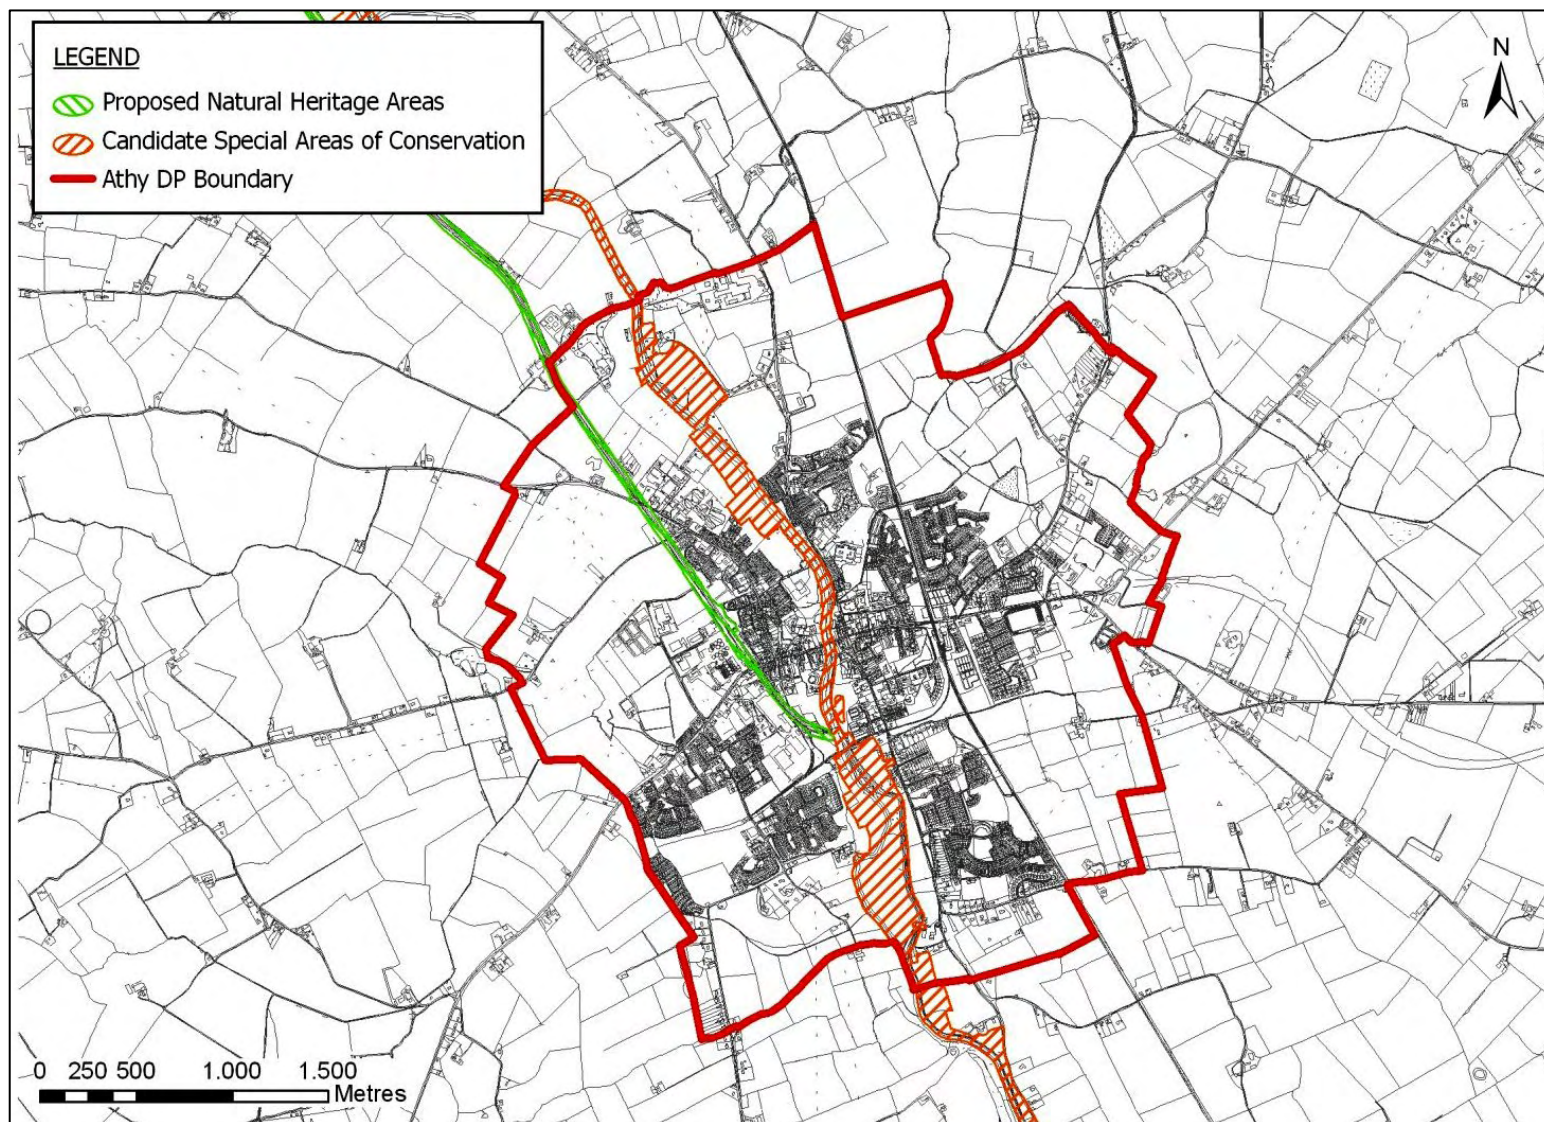 LEGEND
Proposed Natural Heritage Areas
Candidate Special Areas of Conservation
Athy DP Boundary
N
0 250 500 1.000 1.500
Metres